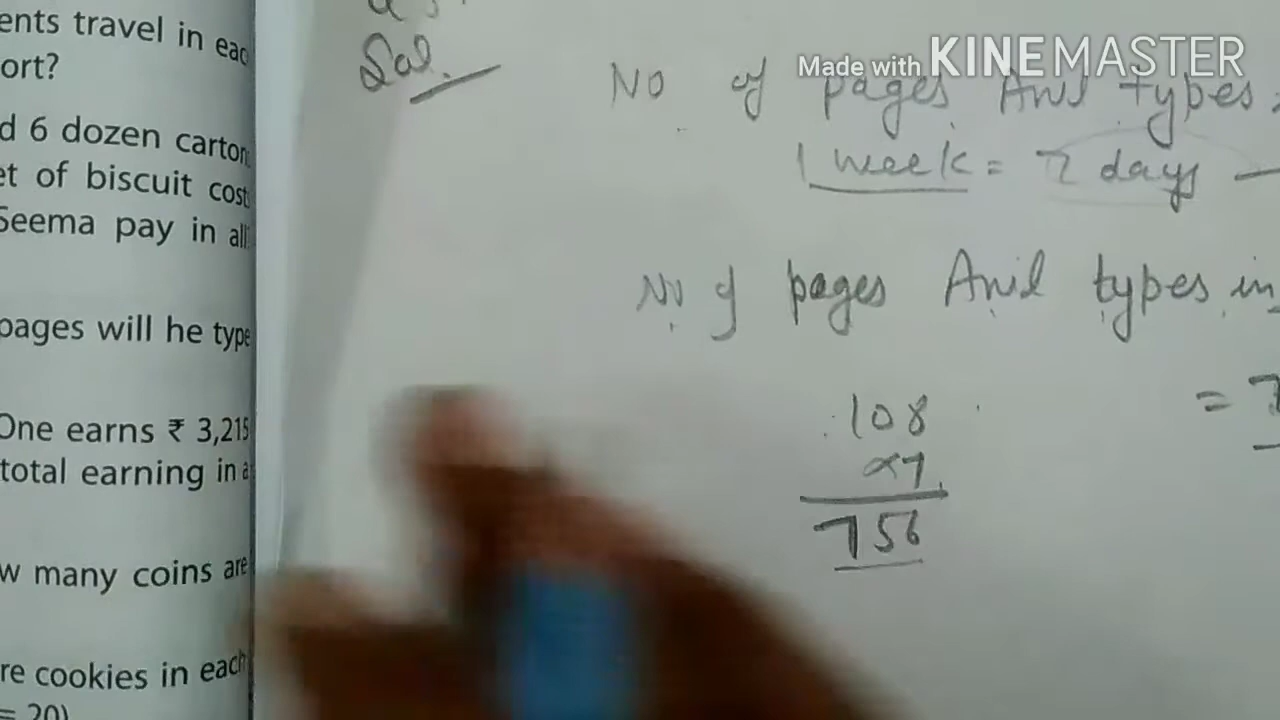 ents travel in eac
ort?
d 6 dozen carton
et of biscuit cost
Seema pay in all
pages will he type
One earns ₹ 3,215
total earning in a
w many coins are
re cookies in each
= 20)
Sol.
Made with KINEMASTER
No of pages Anil types
1 week = 7 days
No of pages Anil types in
108
×7
756
= 7